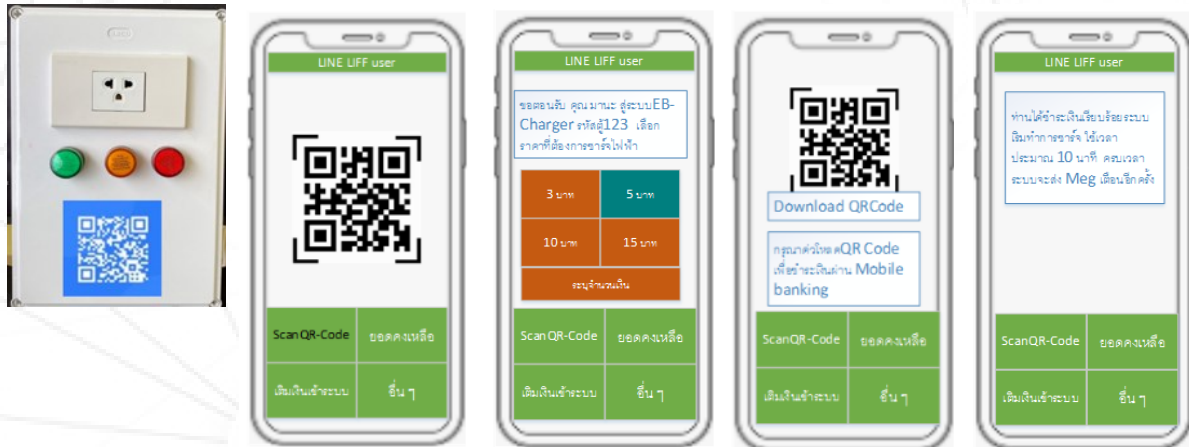 LINE LIFF user
ScanQR-Code
ยอดคงเหลือ
เติมเงินเข้าระบบ
อื่น ๆ
LINE LIFF user
ขอตอนรับ คุณ มานะ สู่ระบบEB-
Charger รหัสตู้123 เลือก
ราคาที่ต้องการชาร์จไฟฟ้า
3 บาท
5 บาท
10 บาท
15 บาท
ระบุจำนวนเงิน
ScanQR-Code
ยอดคงเหลือ
เติมเงินเข้าระบบ
อื่น ๆ
Download QRCode
กรุณาดาวโหลดQR Code
เพื่อชำระเงินผ่าน Mobile
banking
ScanQR-Code
ยอดคงเหลือ
เติมเงินเข้าระบบ
อื่น ๆ
LINE LIFF user
ท่านได้ชำระเงินเรียบร้อยระบบ
เริ่มทำการชาร์จ ใช้เวลา
ประมาณ 10 นาที ครบเวลา
ระบบจะส่ง Meg เตือนอีกครั้ง
ScanQR-Code
ยอดคงเหลือ
เติมเงินเข้าระบบ
อื่น ๆ